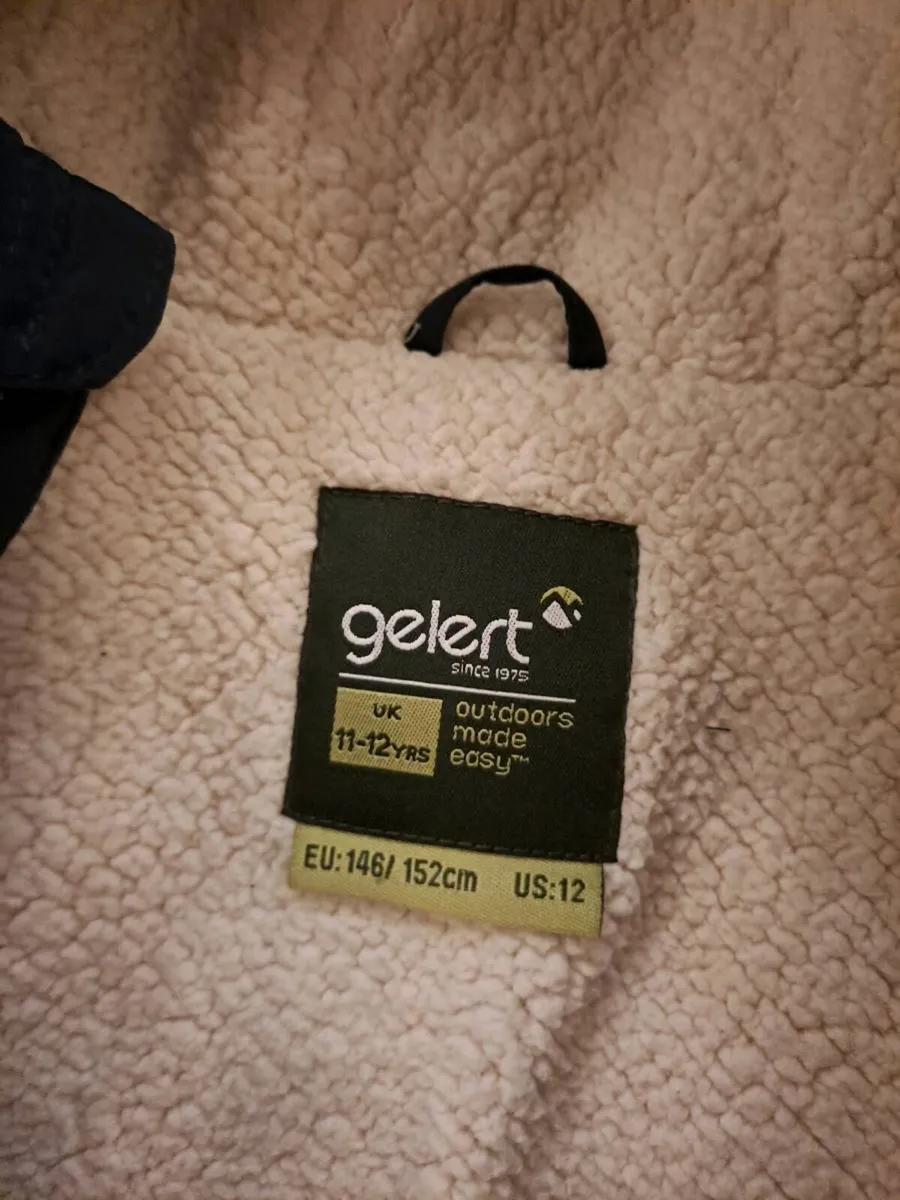 gelert
since 1975
UK
11-12YRS
outdoors
made
easy™
EU:146/ 152cm US:12